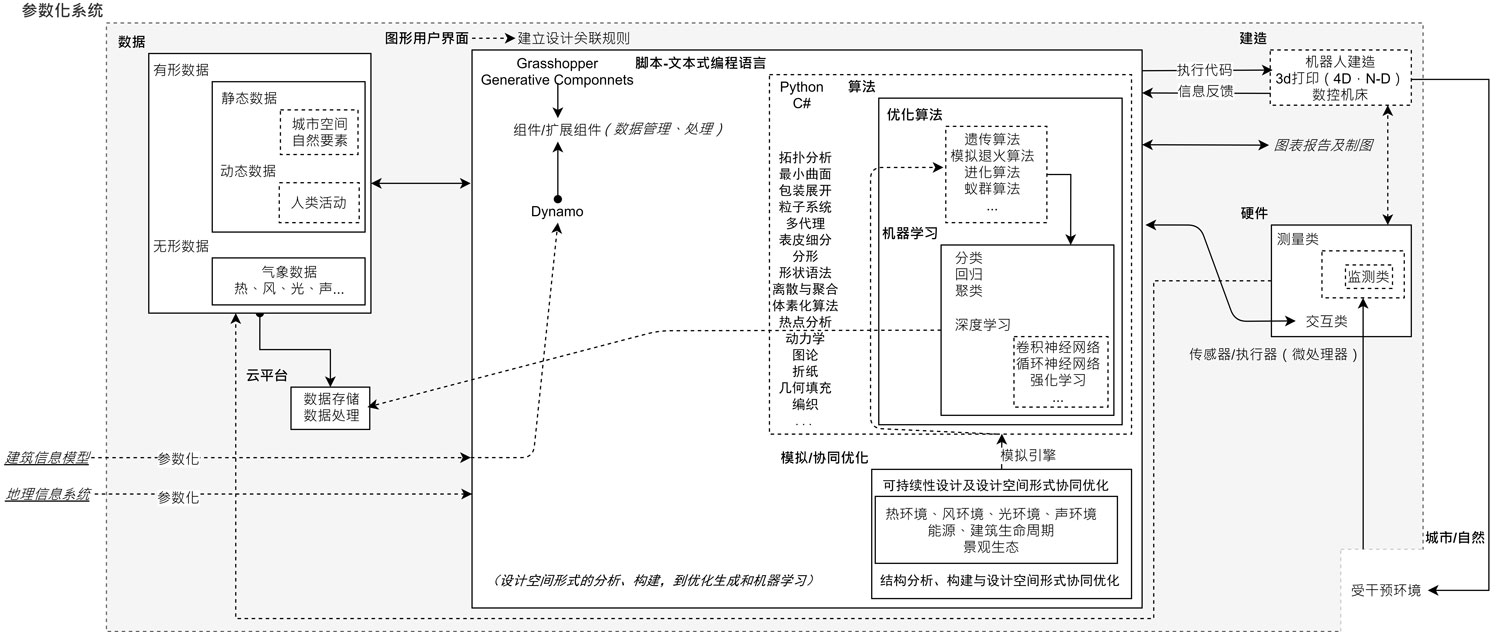 参数化系统
数据
有形数据
静态数据
城市空间
自然要素
动态数据
人类活动
无形数据
气象数据
热、风、光、声...
云平台
数据存储
数据处理
建筑信息模型
参数化
地理信息系统
参数化
图形用户界面
建立设计关联规则
脚本-文本式编程语言
Grasshopper
Generative Componnets
组件/扩展组件（数据管理、处理）
Dynamo
Python
C#
算法
拓扑分析
最小曲面
包装展开
粒子系统
多代理
表皮细分
分形
形状语法
离散与聚合
体素化算法
热点分析
动力学
图论
折纸
几何填充
编织
...
优化算法
遗传算法
模拟退火算法
进化算法
蚁群算法
...
机器学习
分类
回归
聚类
深度学习
卷积神经网络
循环神经网络
强化学习
...
模拟引擎
模拟/协同优化
可持续性设计及设计空间形式协同优化
热环境、风环境、光环境、声环境
能源、建筑生命周期
景观生态
结构分析、构建与设计空间形式协同优化
（设计空间形式的分析、构建，到优化生成和机器学习）
建造
执行代码
信息反馈
机器人建造
3d打印（4D · N-D）
数控机床
图表报告及制图
硬件
测量类
监测类
交互类
传感器/执行器（微处理器）
城市/自然
受干预环境